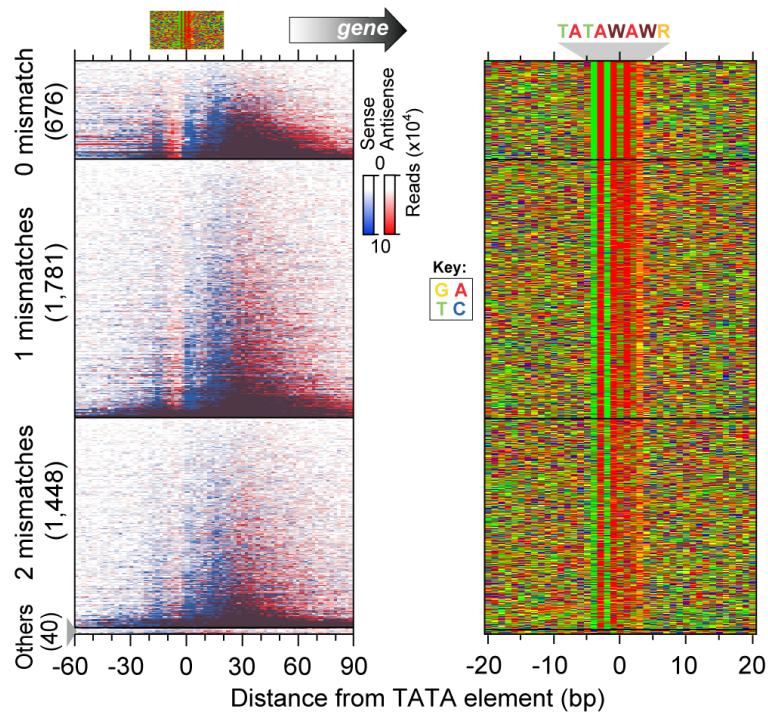 gene
TATAWAWR
0 mismatch
(676)
1 mismatches
(1,781)
2 mismatches
(1,448)
Others
(40)
Sense
Antisense
0
10
Reads (x10⁴)
Key:
G A
T C
-60 -30 0 30 60 90
-20 -10 0 10 20
Distance from TATA element (bp)